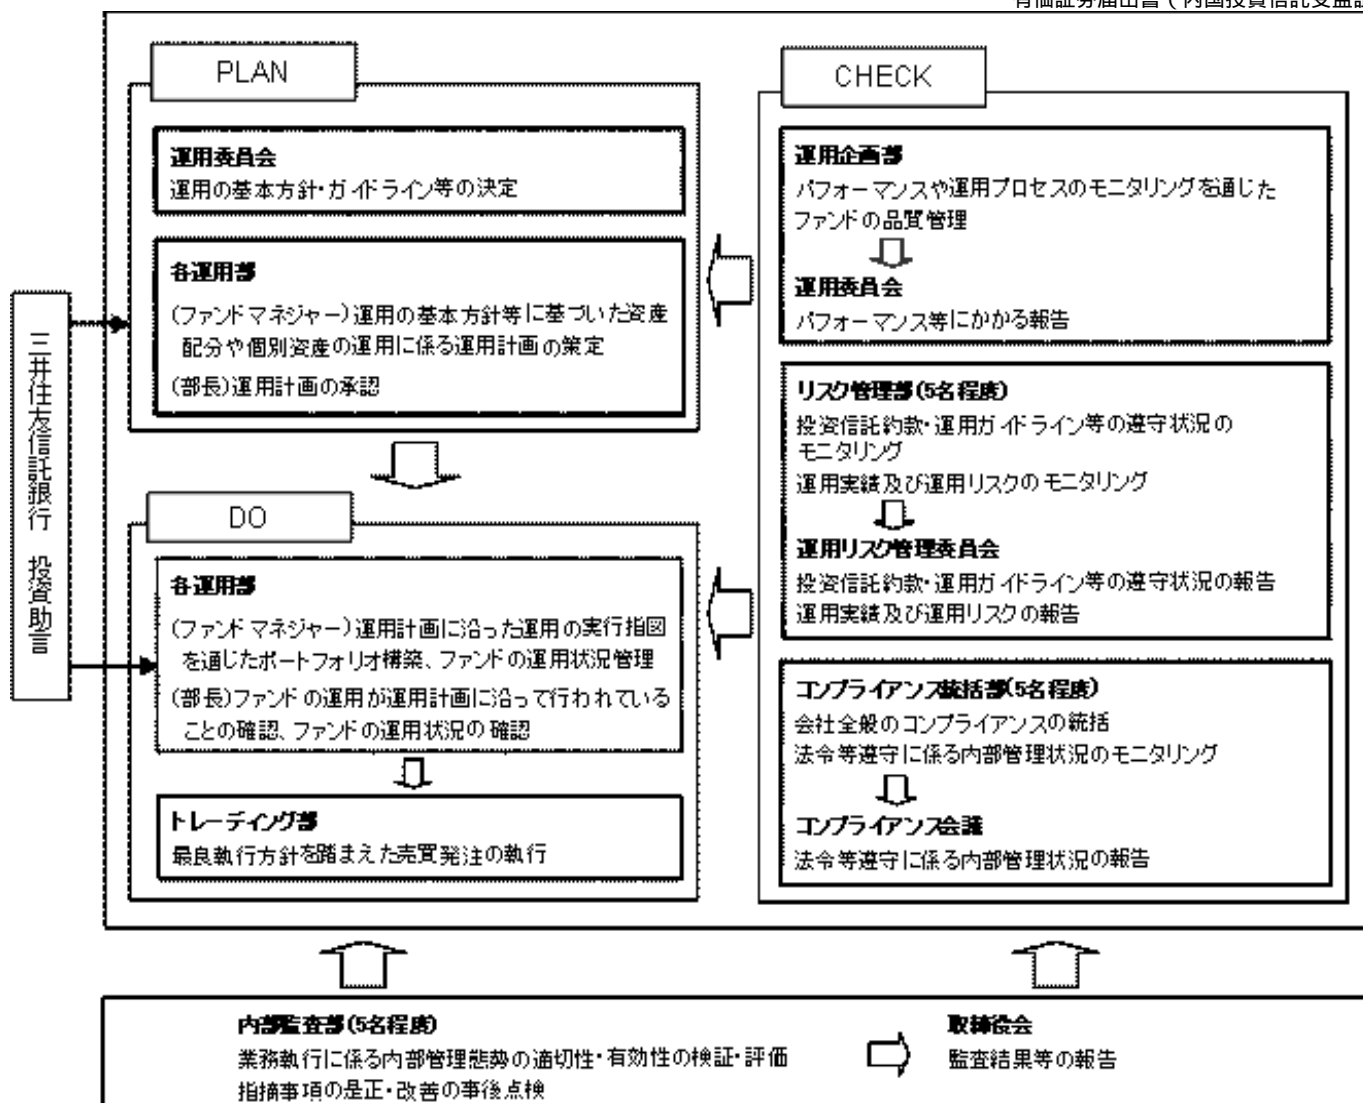 有価証券届出書(内国投資信託受益証
PLAN
運用委員会
運用の基本方針・ガイドライン等の決定
各運用部
(ファンドマネジャー)運用の基本方針等に基づいた資産
配分や個別資産の運用に係る運用計画の策定
(部長)運用計画の承認
三井住友信託銀行 投資助言
DO
各運用部
(ファンドマネジャー)運用計画に沿った運用の実行指図
を通じたポートフォリオ構築、ファンドの運用状況管理
(部長)ファンドの運用が運用計画に沿って行われている
ことの確認、ファンドの運用状況の確認
トレーディング部
最良執行方針を踏まえた売買発注の執行
CHECK
運用企画部
パフォーマンスや運用プロセスのモニタリングを通じた
ファンドの品質管理
運用委員会
パフォーマンス等にかかる報告
リスク管理部(5名程度)
投資信託約款・運用ガイドライン等の遵守状況の
モニタリング
運用実績及び運用リスクのモニタリング
運用リスク管理委員会
投資信託約款・運用ガイドライン等の遵守状況の報告
運用実績及び運用リスクの報告
コンプライアンス統括部(5名程度)
会社全般のコンプライアンスの統括
法令等遵守に係る内部管理状況のモニタリング
コンプライアンス会議
法令等遵守に係る内部管理状況の報告
内部監査部(5名程度)
業務執行に係る内部管理態勢の適切性・有効性の検証・評価
指摘事項の是正・改善の事後点検
取締役会
監査結果等の報告